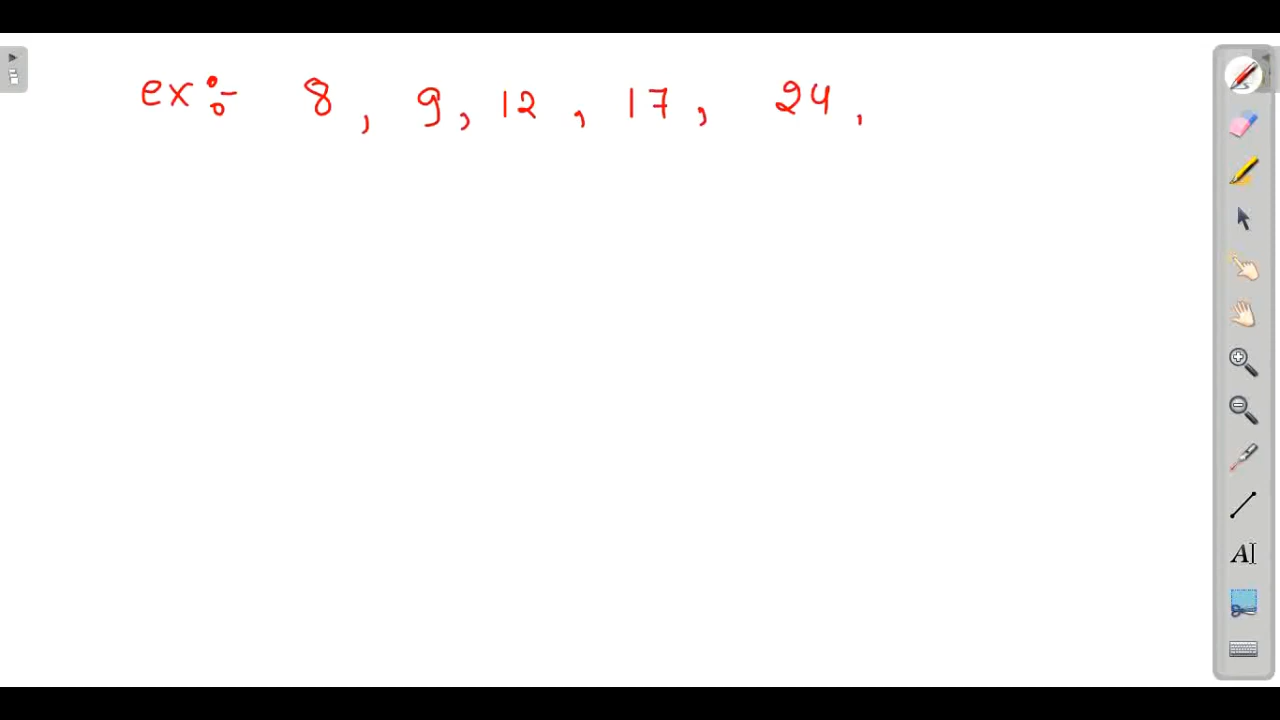 ex :- 8 , 9 , 12 , 17 , 24 ,
A